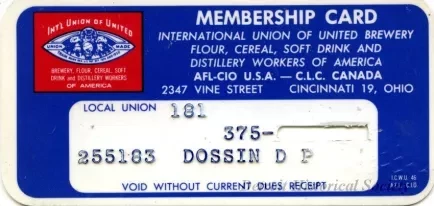 INT'L UNION OF UNITED
UNION MADE
BREWERY, FLOUR, CEREAL, SOFT
DRINK and DISTILLERY WORKERS
OF AMERICA
MEMBERSHIP CARD
INTERNATIONAL UNION OF UNITED BREWERY
FLOUR, CEREAL, SOFT DRINK AND
DISTILLERY WORKERS OF AMERICA
AFL-CIO U.S.A. — C.L.C. CANADA
2347 VINE STREET CINCINNATI 19, OHIO
LOCAL UNION 181
375-
255183 DOSSIN D P
VOID WITHOUT CURRENT DUES RECEIPT
Historical
I.C.W.U. 46